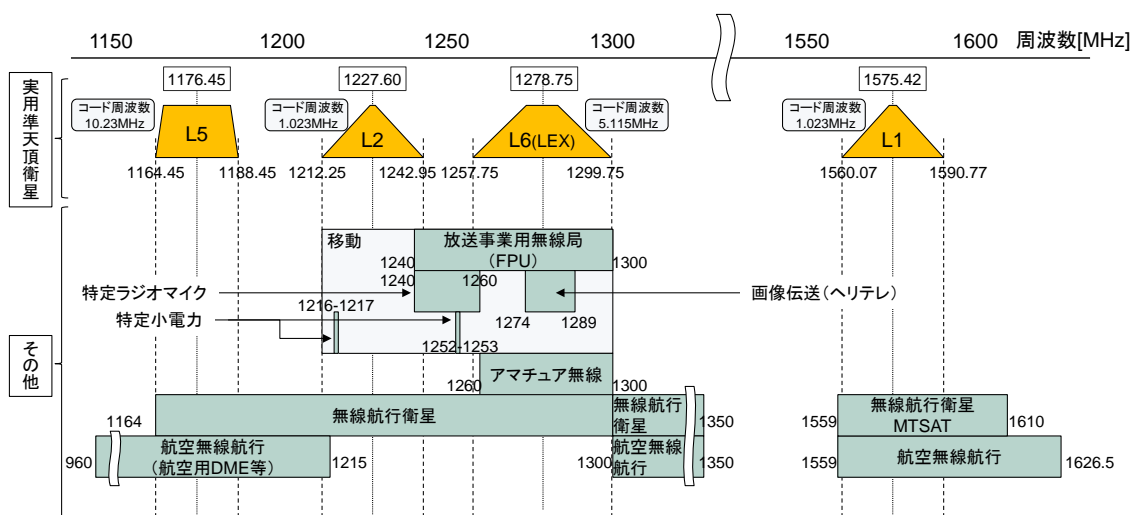 1150 1200 1250 1300 1550 1600 周波数[MHz]
実用準天頂衛星
1176.45 1227.60 1278.75 1575.42
コード周波数
10.23MHz
L5
コード周波数
1.023MHz
L2
L6(LEX)
コード周波数
5.115MHz
コード周波数
1.023MHz
L1
1164.45 1188.45 1212.25 1242.95 1257.75 1299.75 1560.07 1590.77
その他
移動
放送事業用無線局
(FPU)
1240 1300
1240 1260
特定ラジオマイク
画像伝送(ヘリテレ)
1216-1217
1274 1289
特定小電力
1252-1253
アマチュア無線
1260 1300
1164
無線航行衛星
無線航行
衛星
1350
1559
無線航行衛星
MTSAT
1610
960
航空無線航行
(航空用DME等)
1215
1300
航空無線
航行
1350
1559
航空無線航行
1626.5